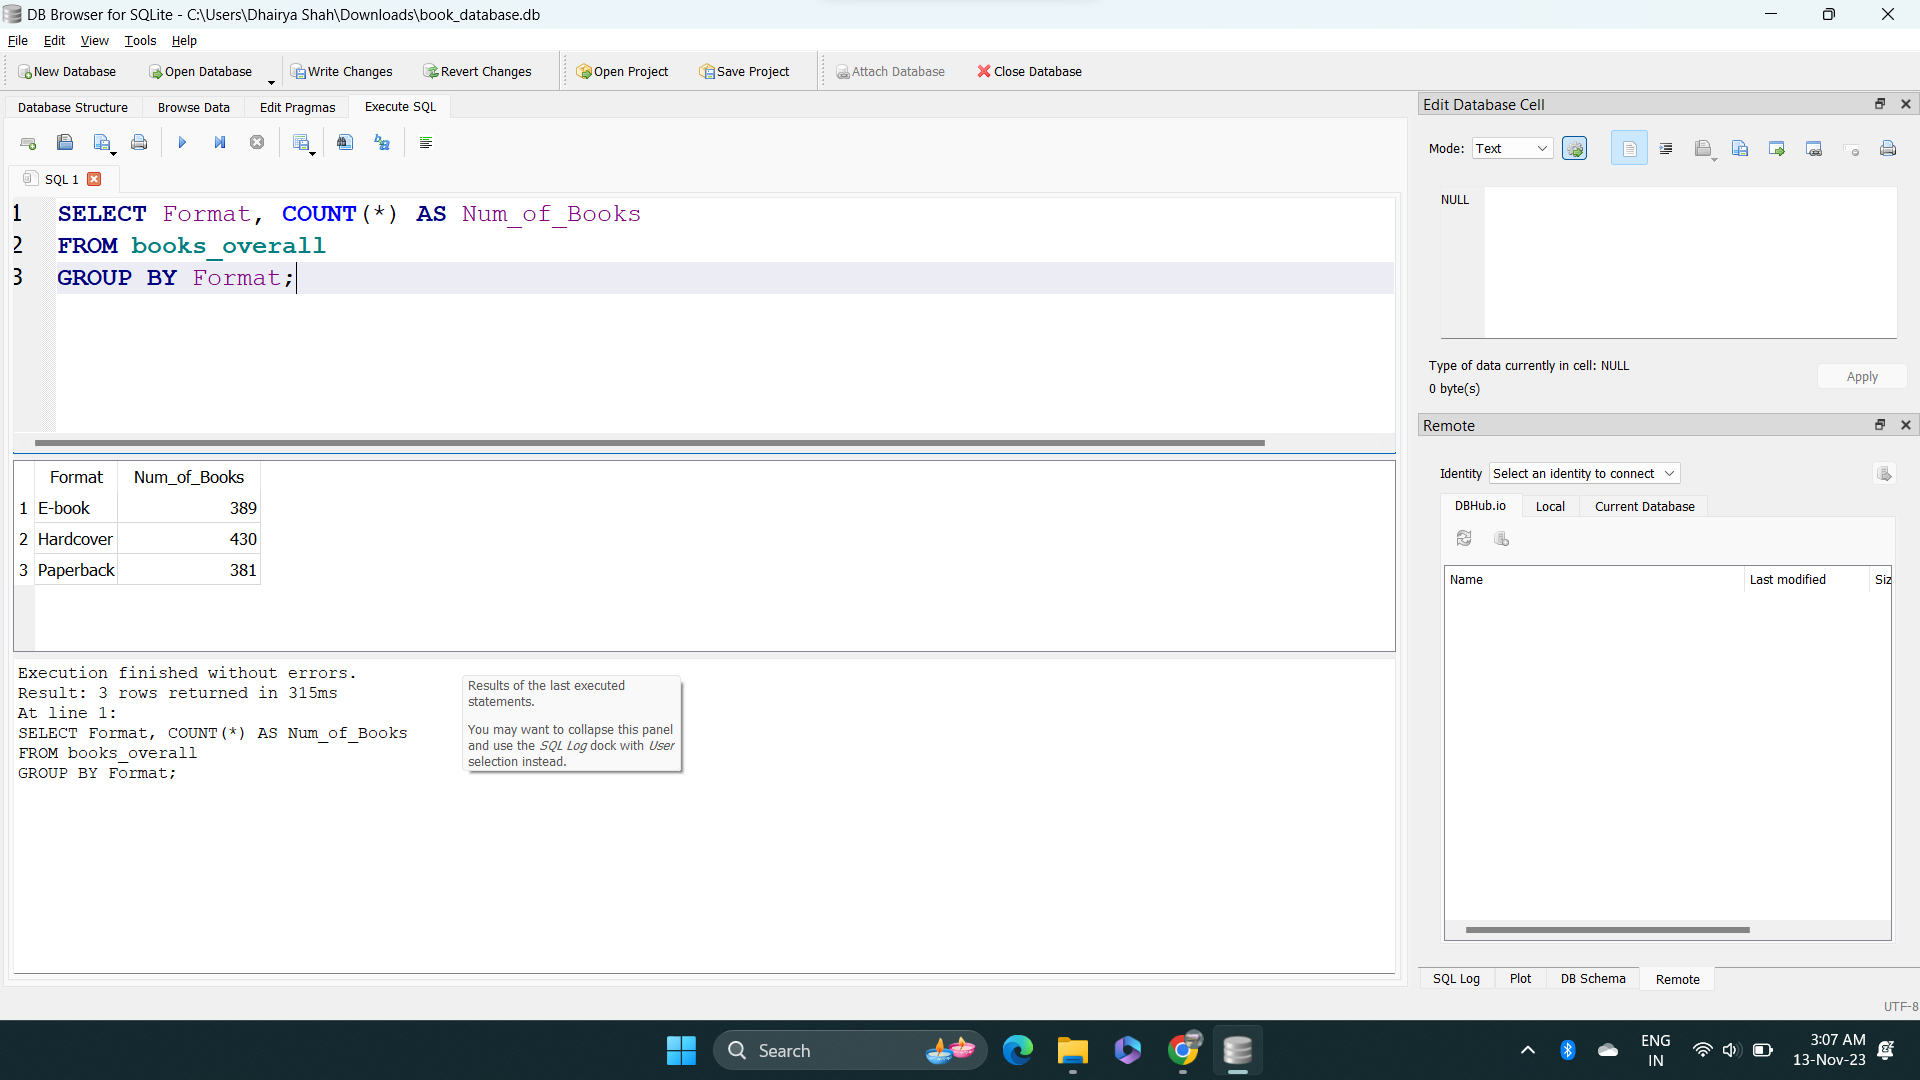 DB Browser for SQLite - C:\Users\Dhairya Shah\Downloads\book_database.db
File Edit View Tools Help
New Database Open Database Write Changes Revert Changes Open Project Save Project Attach Database Close Database
Database Structure Browse Data Edit Pragmas Execute SQL
SQL 1
1 SELECT Format, COUNT(*) AS Num_of_Books
2 FROM books_overall
3 GROUP BY Format;
Format Num_of_Books
1 E-book 389
2 Hardcover 430
3 Paperback 381
Execution finished without errors.
Result: 3 rows returned in 315ms
At line 1:
SELECT Format, COUNT(*) AS Num_of_Books
FROM books_overall
GROUP BY Format;
Results of the last executed
statements.
You may want to collapse this panel
and use the SQL Log dock with User
selection instead.
Edit Database Cell
Mode: Text
NULL
Type of data currently in cell: NULL
0 byte(s)
Apply
Remote
Identity Select an identity to connect
DBHub.io Local Current Database
Name Last modified Siz
SQL Log Plot DB Schema Remote
UTF-8
Search
ENG
IN
3:07 AM
13-Nov-23